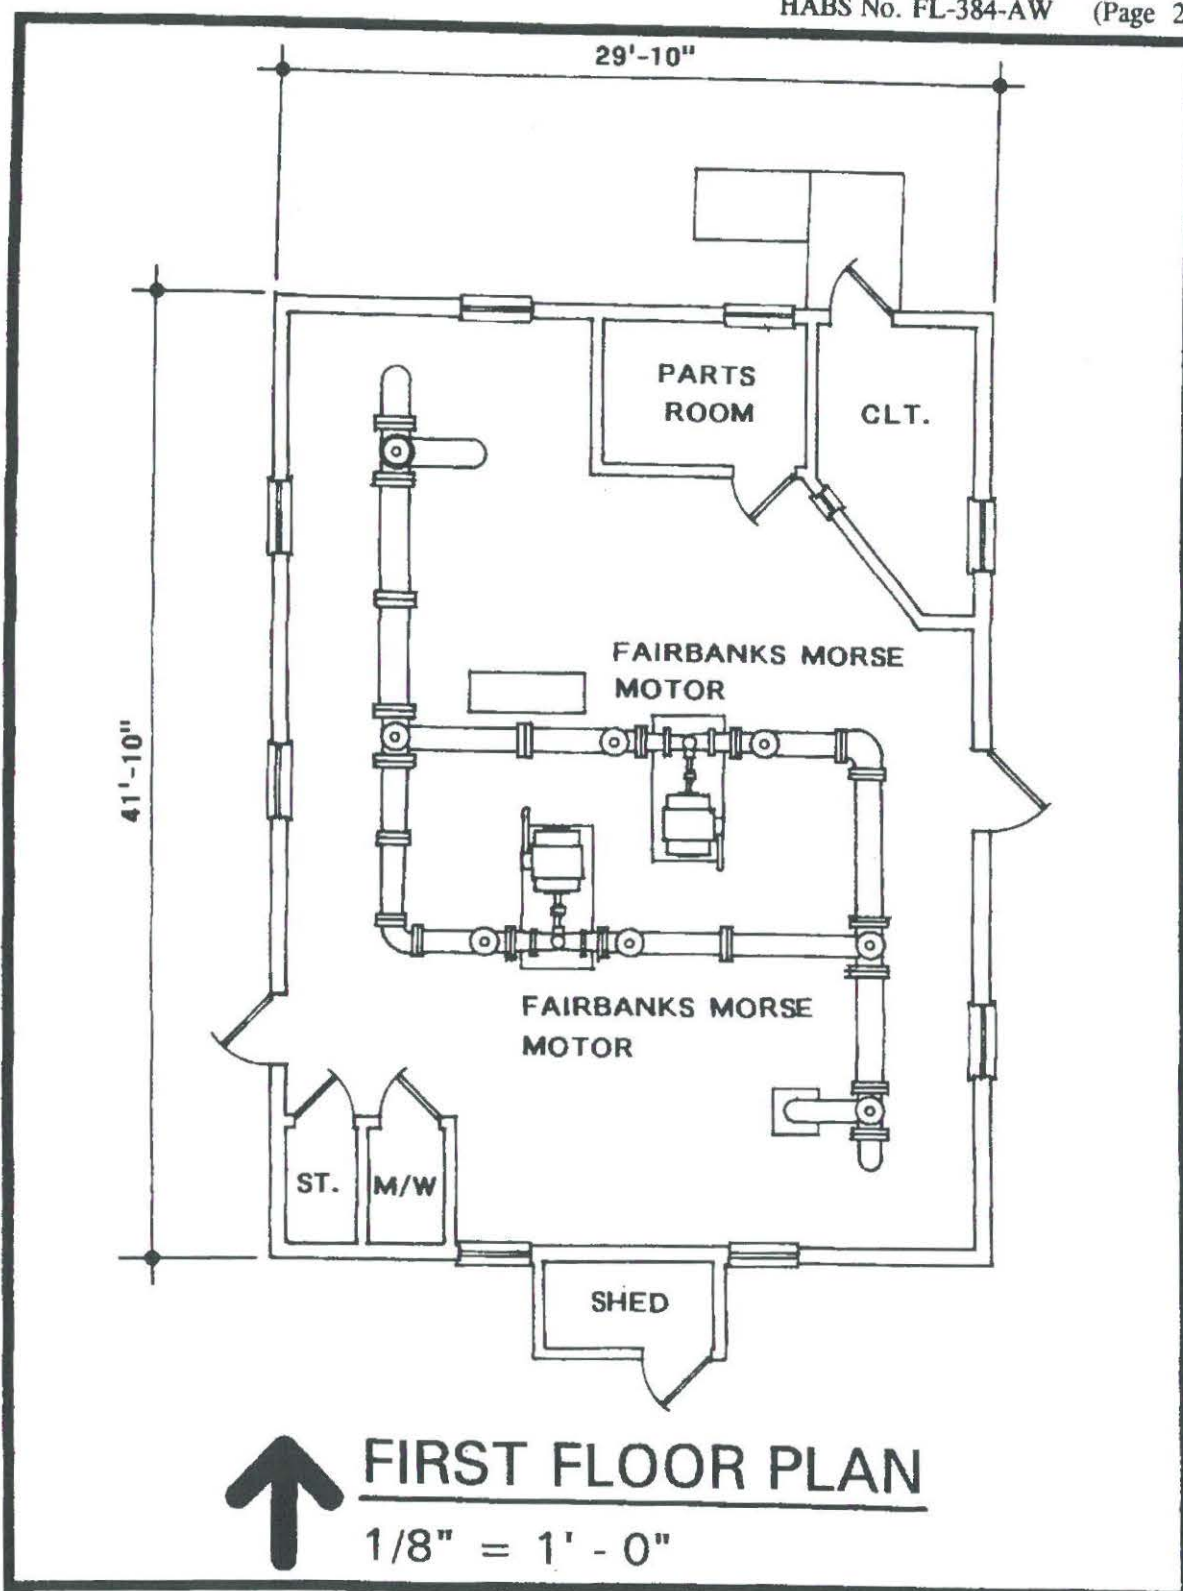 HABS No. FL-384-AW (Page 2
29'-10"
PARTS
ROOM
CLT.
FAIRBANKS MORSE
MOTOR
41'-10"
FAIRBANKS MORSE
MOTOR
ST.
M/W
SHED
FIRST FLOOR PLAN
1/8" = 1' - 0"